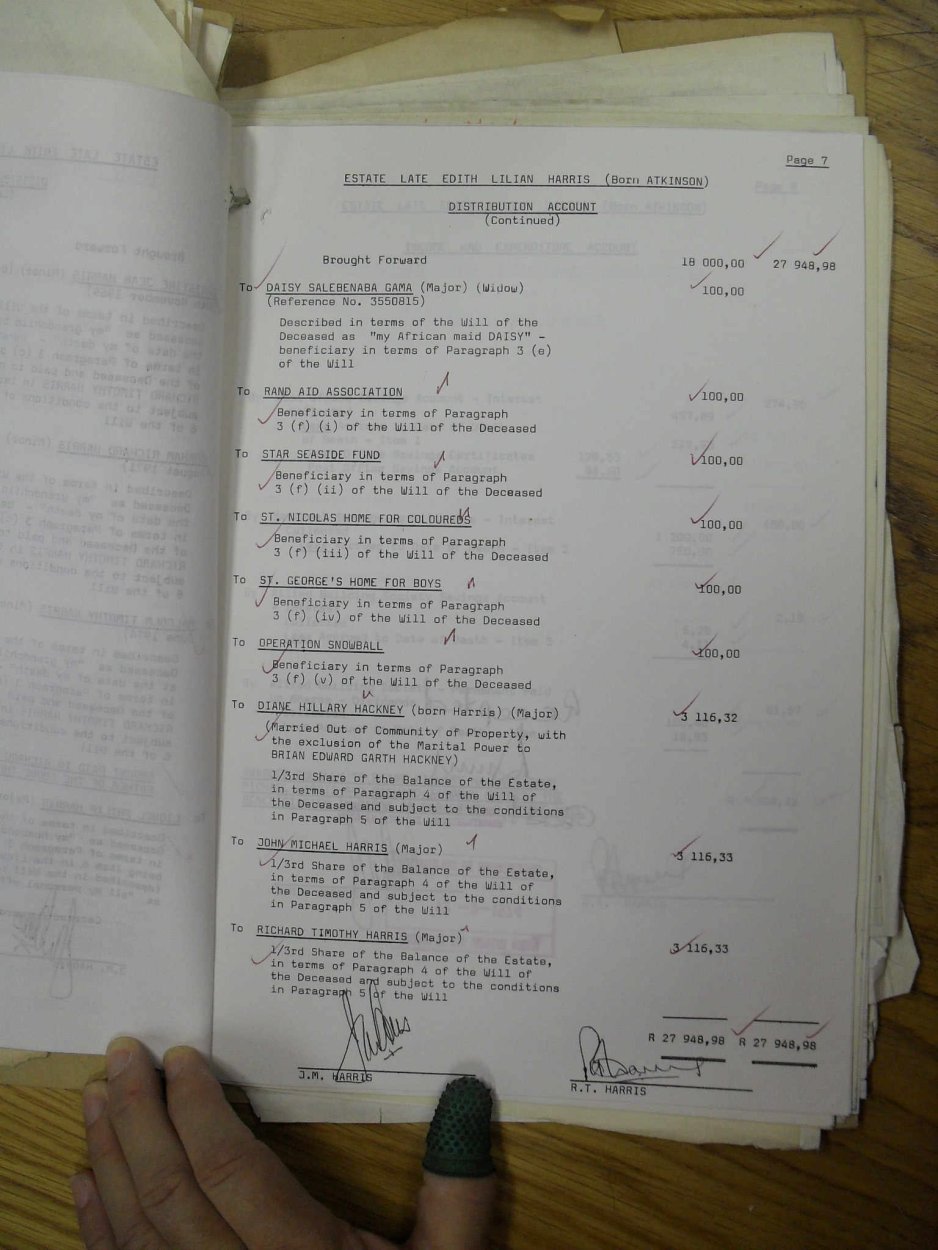 Page 7
ESTATE LATE EDITH LILIAN HARRIS (Born ATKINSON)
DISTRIBUTION ACCOUNT
(Continued)
Brought Forward 18 000,00 27 948,98
To DAISY SALEBENABA GAMA (Major) (Widow) 100,00
(Reference No. 3550815)
Described in terms of the Will of the
Deceased as "my African maid DAISY" -
beneficiary in terms of Paragraph 3 (e)
of the Will
To RAND AID ASSOCIATION 100,00
Beneficiary in terms of Paragraph
3 (f) (i) of the Will of the Deceased
To STAR SEASIDE FUND 100,00
Beneficiary in terms of Paragraph
3 (f) (ii) of the Will of the Deceased
To ST. NICOLAS HOME FOR COLOUREDS 100,00
Beneficiary in terms of Paragraph
3 (f) (iii) of the Will of the Deceased
To ST. GEORGE'S HOME FOR BOYS 100,00
Beneficiary in terms of Paragraph
3 (f) (iv) of the Will of the Deceased
To OPERATION SNOWBALL 100,00
Beneficiary in terms of Paragraph
3 (f) (v) of the Will of the Deceased
To DIANE HILLARY HACKNEY (born Harris) (Major) 3 116,32
(Married Out of Community of Property, with
the exclusion of the Marital Power to
BRIAN EDWARD GARTH HACKNEY)
1/3rd Share of the Balance of the Estate,
in terms of Paragraph 4 of the Will of
the Deceased and subject to the conditions
in Paragraph 5 of the Will
To JOHN MICHAEL HARRIS (Major) 3 116,33
1/3rd Share of the Balance of the Estate,
in terms of Paragraph 4 of the Will of
the Deceased and subject to the conditions
in Paragraph 5 of the Will
To RICHARD TIMOTHY HARRIS (Major) 3 116,33
1/3rd Share of the Balance of the Estate,
in terms of Paragraph 4 of the Will of
the Deceased and subject to the conditions
in Paragraph 5 of the Will
R 27 948,98 R 27 948,98
J.M. HARRIS
R.T. HARRIS